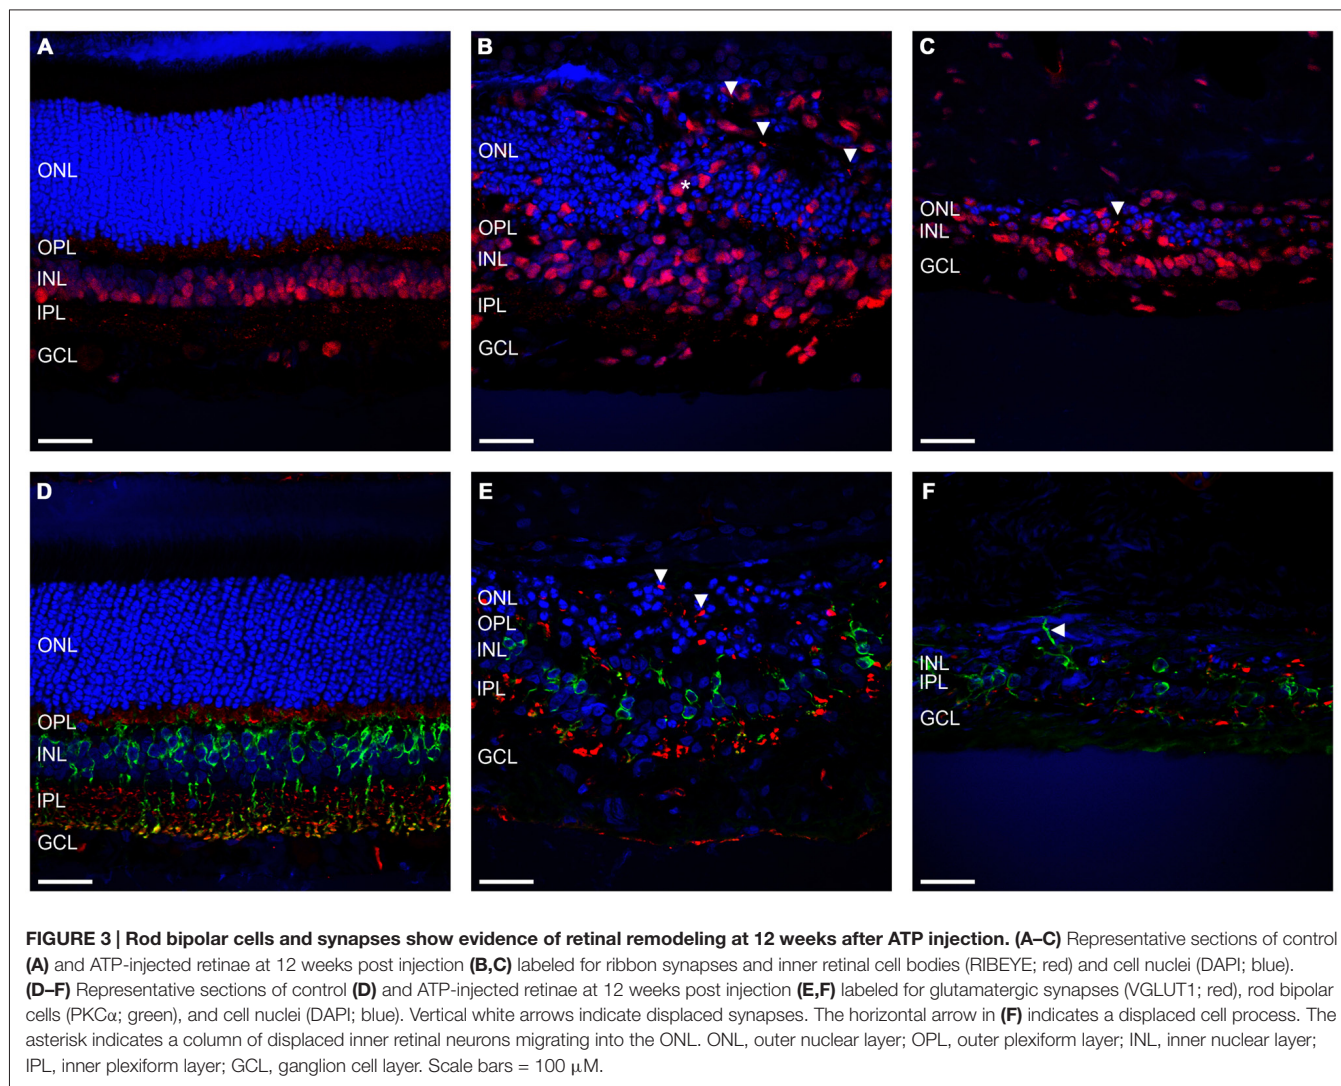 A
ONL
OPL
INL
IPL
GCL
B
ONL
*
OPL
INL
IPL
GCL
C
ONL
INL
GCL
D
ONL
OPL
INL
IPL
GCL
E
ONL
OPL
INL
IPL
GCL
F
INL
IPL
GCL
FIGURE 3 | Rod bipolar cells and synapses show evidence of retinal remodeling at 12 weeks after ATP injection. (A–C) Representative sections of control
(A) and ATP-injected retinae at 12 weeks post injection (B,C) labeled for ribbon synapses and inner retinal cell bodies (RIBEYE; red) and cell nuclei (DAPI; blue).
(D–F) Representative sections of control (D) and ATP-injected retinae at 12 weeks post injection (E,F) labeled for glutamatergic synapses (VGLUT1; red), rod bipolar
cells (PKCα; green), and cell nuclei (DAPI; blue). Vertical white arrows indicate displaced synapses. The horizontal arrow in (F) indicates a displaced cell process. The
asterisk indicates a column of displaced inner retinal neurons migrating into the ONL. ONL, outer nuclear layer; OPL, outer plexiform layer; INL, inner nuclear layer;
IPL, inner plexiform layer; GCL, ganglion cell layer. Scale bars = 100 μM.